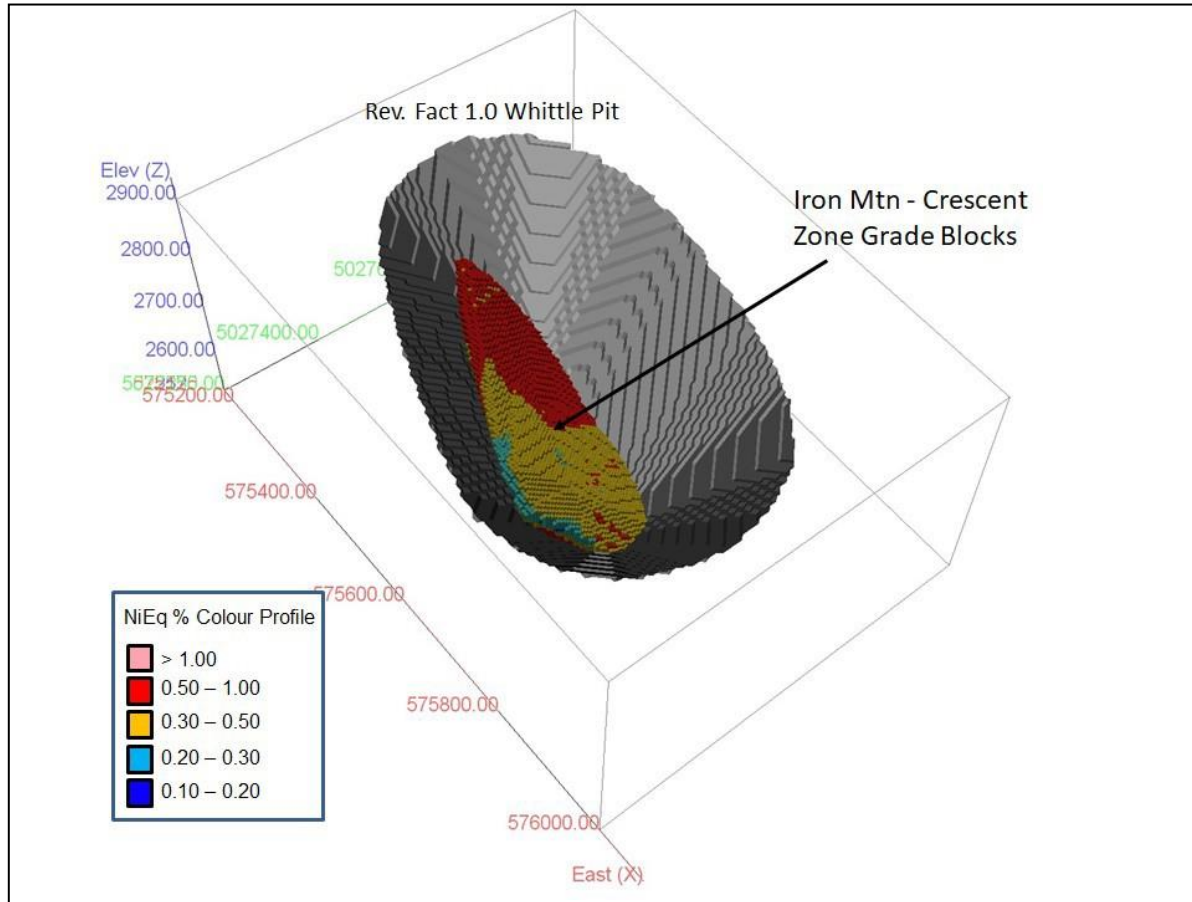 Rev. Fact 1.0 Whittle Pit
Elev (Z)
2900.00
2800.00
2700.00
2600.00
575200.00
5027400.00
Iron Mtn - Crescent
Zone Grade Blocks
575400.00
575600.00
575800.00
576000.00
East (X)
NiEq % Colour Profile
> 1.00
0.50 – 1.00
0.30 – 0.50
0.20 – 0.30
0.10 – 0.20